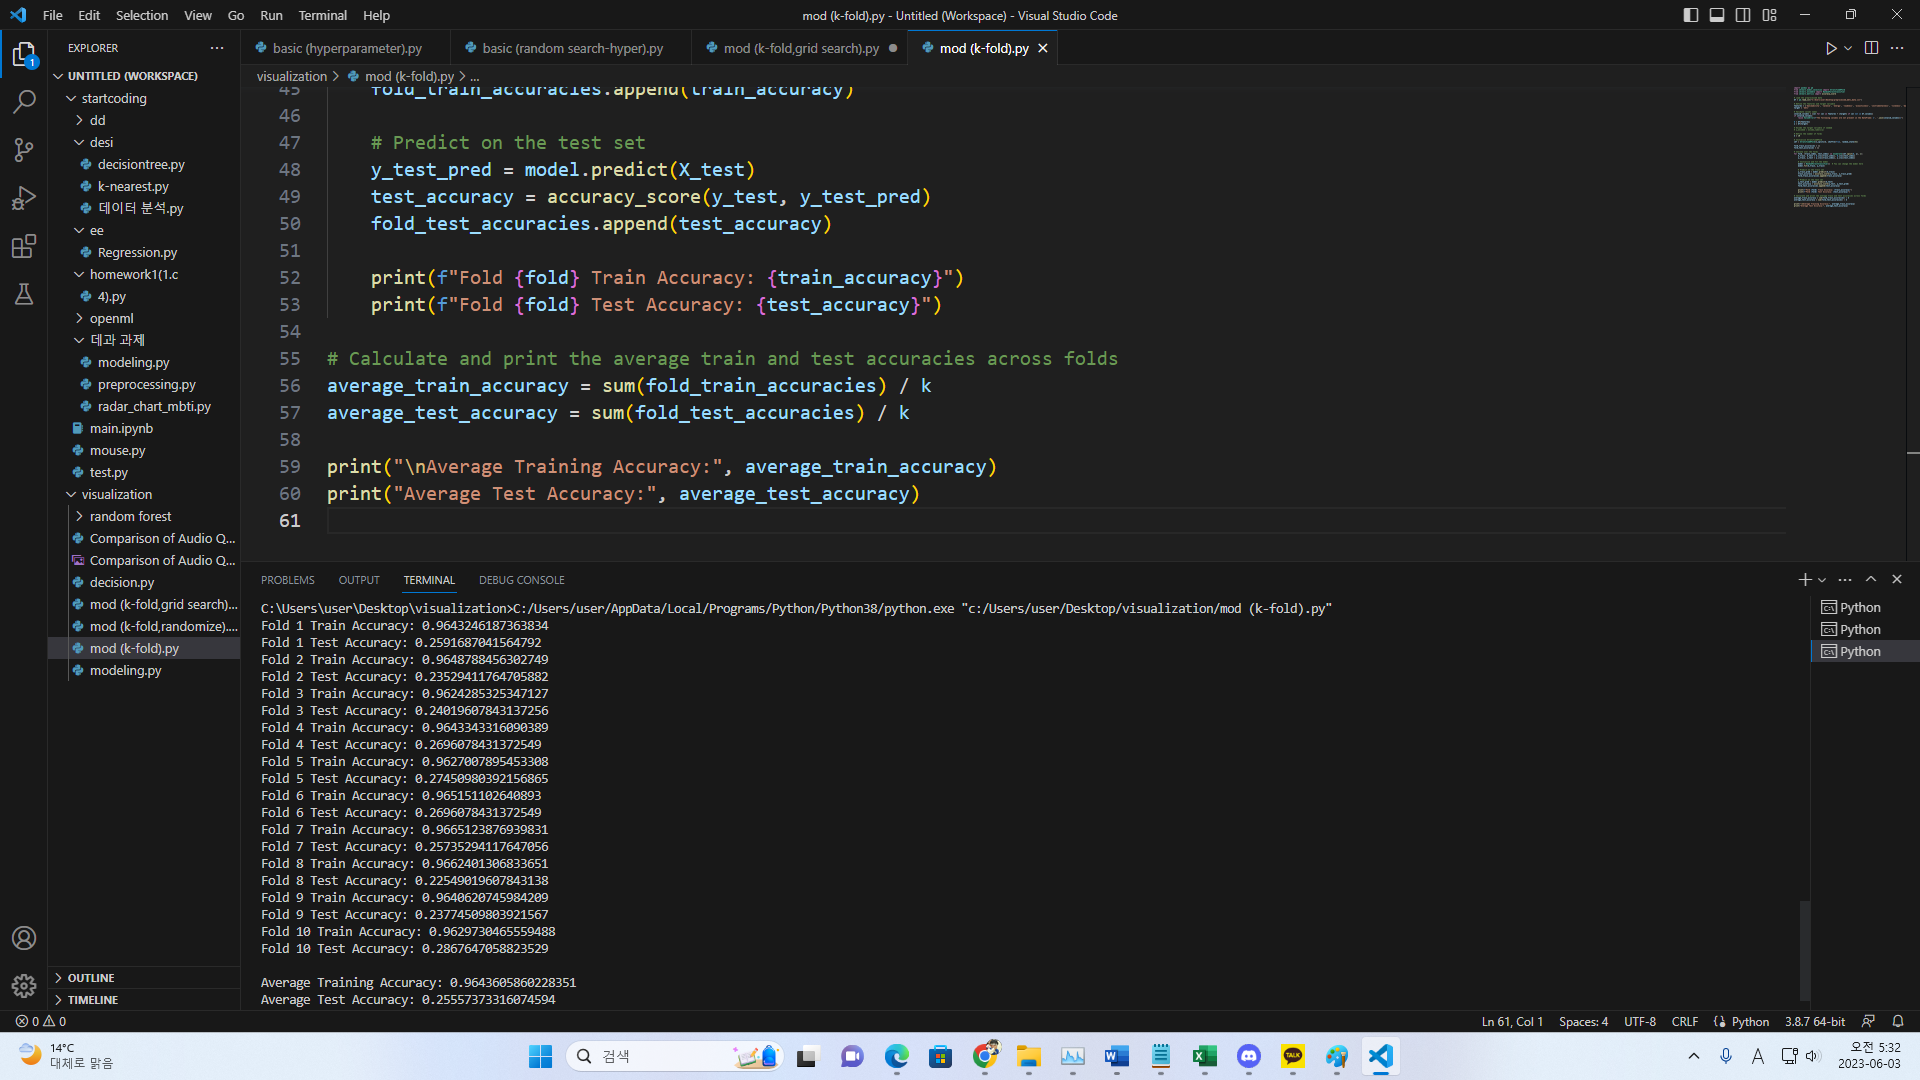 File Edit Selection View Go Run Terminal Help
mod (k-fold).py - Untitled (Workspace) - Visual Studio Code
EXPLORER
1
UNTITLED (WORKSPACE)
startcoding
dd
desi
decisiontree.py
k-nearest.py
데이터 분석.py
ee
Regression.py
homework1(1.c
4).py
openml
데과 과제
modeling.py
preprocessing.py
radar_chart_mbti.py
main.ipynb
mouse.py
test.py
visualization
random forest
Comparison of Audio Q...
Comparison of Audio Q...
decision.py
mod (k-fold,grid search)...
mod (k-fold,randomize)....
mod (k-fold).py
modeling.py
OUTLINE
TIMELINE
basic (hyperparameter).py basic (random search-hyper).py mod (k-fold,grid search).py mod (k-fold).py
visualization > mod (k-fold).py > ...
45 fold_train_accuracies.append(train_accuracy)
46
47 # Predict on the test set
48 y_test_pred = model.predict(X_test)
49 test_accuracy = accuracy_score(y_test, y_test_pred)
50 fold_test_accuracies.append(test_accuracy)
51
52 print(f"Fold {fold} Train Accuracy: {train_accuracy}")
53 print(f"Fold {fold} Test Accuracy: {test_accuracy}")
54
55 # Calculate and print the average train and test accuracies across folds
56 average_train_accuracy = sum(fold_train_accuracies) / k
57 average_test_accuracy = sum(fold_test_accuracies) / k
58
59 print("\nAverage Training Accuracy:", average_train_accuracy)
60 print("Average Test Accuracy:", average_test_accuracy)
61
PROBLEMS OUTPUT TERMINAL DEBUG CONSOLE
C:\Users\user\Desktop\visualization>C:/Users/user/AppData/Local/Programs/Python/Python38/python.exe "c:/Users/user/Desktop/visualization/mod (k-fold).py"
Fold 1 Train Accuracy: 0.9643246187363834
Fold 1 Test Accuracy: 0.2591687041564792
Fold 2 Train Accuracy: 0.9648788456302749
Fold 2 Test Accuracy: 0.23529411764705882
Fold 3 Train Accuracy: 0.9624285325347127
Fold 3 Test Accuracy: 0.24019607843137256
Fold 4 Train Accuracy: 0.9643343316090389
Fold 4 Test Accuracy: 0.2696078431372549
Fold 5 Train Accuracy: 0.9627007895453308
Fold 5 Test Accuracy: 0.27450980392156865
Fold 6 Train Accuracy: 0.965151102640893
Fold 6 Test Accuracy: 0.2696078431372549
Fold 7 Train Accuracy: 0.9665123876939831
Fold 7 Test Accuracy: 0.25735294117647056
Fold 8 Train Accuracy: 0.9662401306833651
Fold 8 Test Accuracy: 0.22549019607843138
Fold 9 Train Accuracy: 0.9640620745984209
Fold 9 Test Accuracy: 0.23774509803921567
Fold 10 Train Accuracy: 0.9629730465559488
Fold 10 Test Accuracy: 0.2867647058823529
Average Training Accuracy: 0.9643605860228351
Average Test Accuracy: 0.25557373316074594
Python
Python
Python
0 0
Ln 61, Col 1 Spaces: 4 UTF-8 CRLF Python 3.8.7 64-bit
14°C
대체로 맑음
검색
TALK
A
오전 5:32
2023-06-03